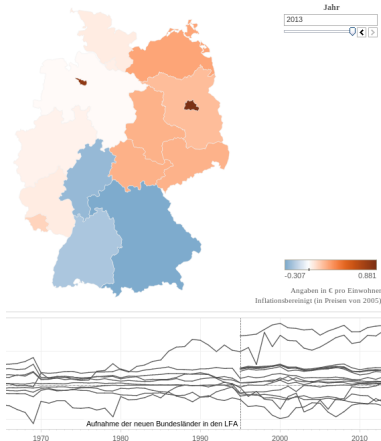 Jahr
2013
-0.307 0.881
Angaben in € pro Einwohner
Inflationsbereinigt (in Preisen von 2005)
Aufnahme der neuen Bundesländer in den LFA
1970 1980 1990 2000 2010